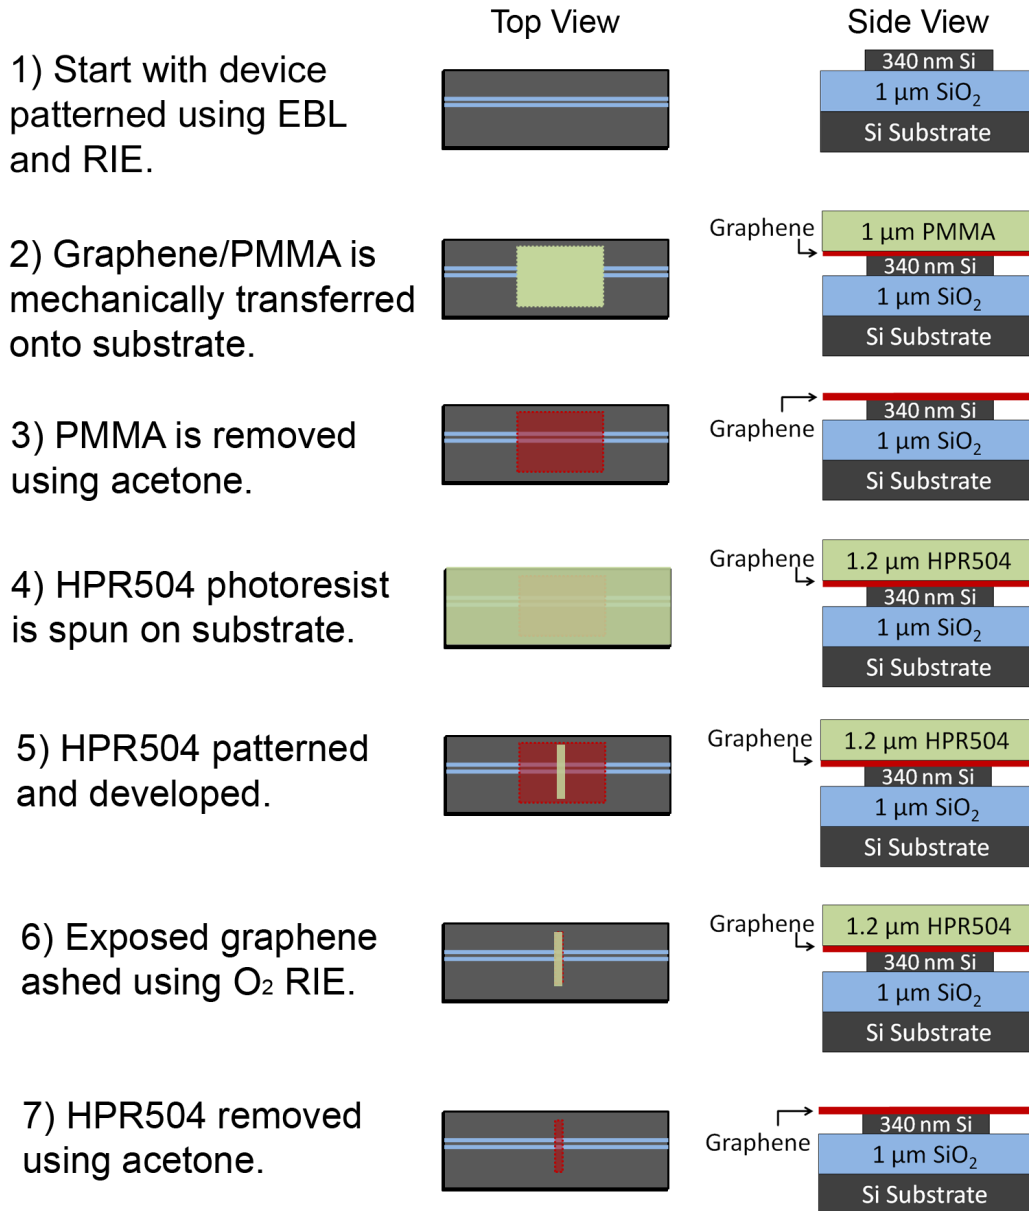 Top View
Side View
1) Start with device
patterned using EBL
and RIE.
340 nm Si
1 µm SiO₂
Si Substrate
2) Graphene/PMMA is
mechanically transferred
onto substrate.
Graphene
1 µm PMMA
340 nm Si
1 µm SiO₂
Si Substrate
3) PMMA is removed
using acetone.
Graphene
340 nm Si
1 µm SiO₂
Si Substrate
4) HPR504 photoresist
is spun on substrate.
Graphene
1.2 µm HPR504
340 nm Si
1 µm SiO₂
Si Substrate
5) HPR504 patterned
and developed.
Graphene
1.2 µm HPR504
340 nm Si
1 µm SiO₂
Si Substrate
6) Exposed graphene
ashed using O₂ RIE.
Graphene
1.2 µm HPR504
340 nm Si
1 µm SiO₂
Si Substrate
7) HPR504 removed
using acetone.
Graphene
340 nm Si
1 µm SiO₂
Si Substrate